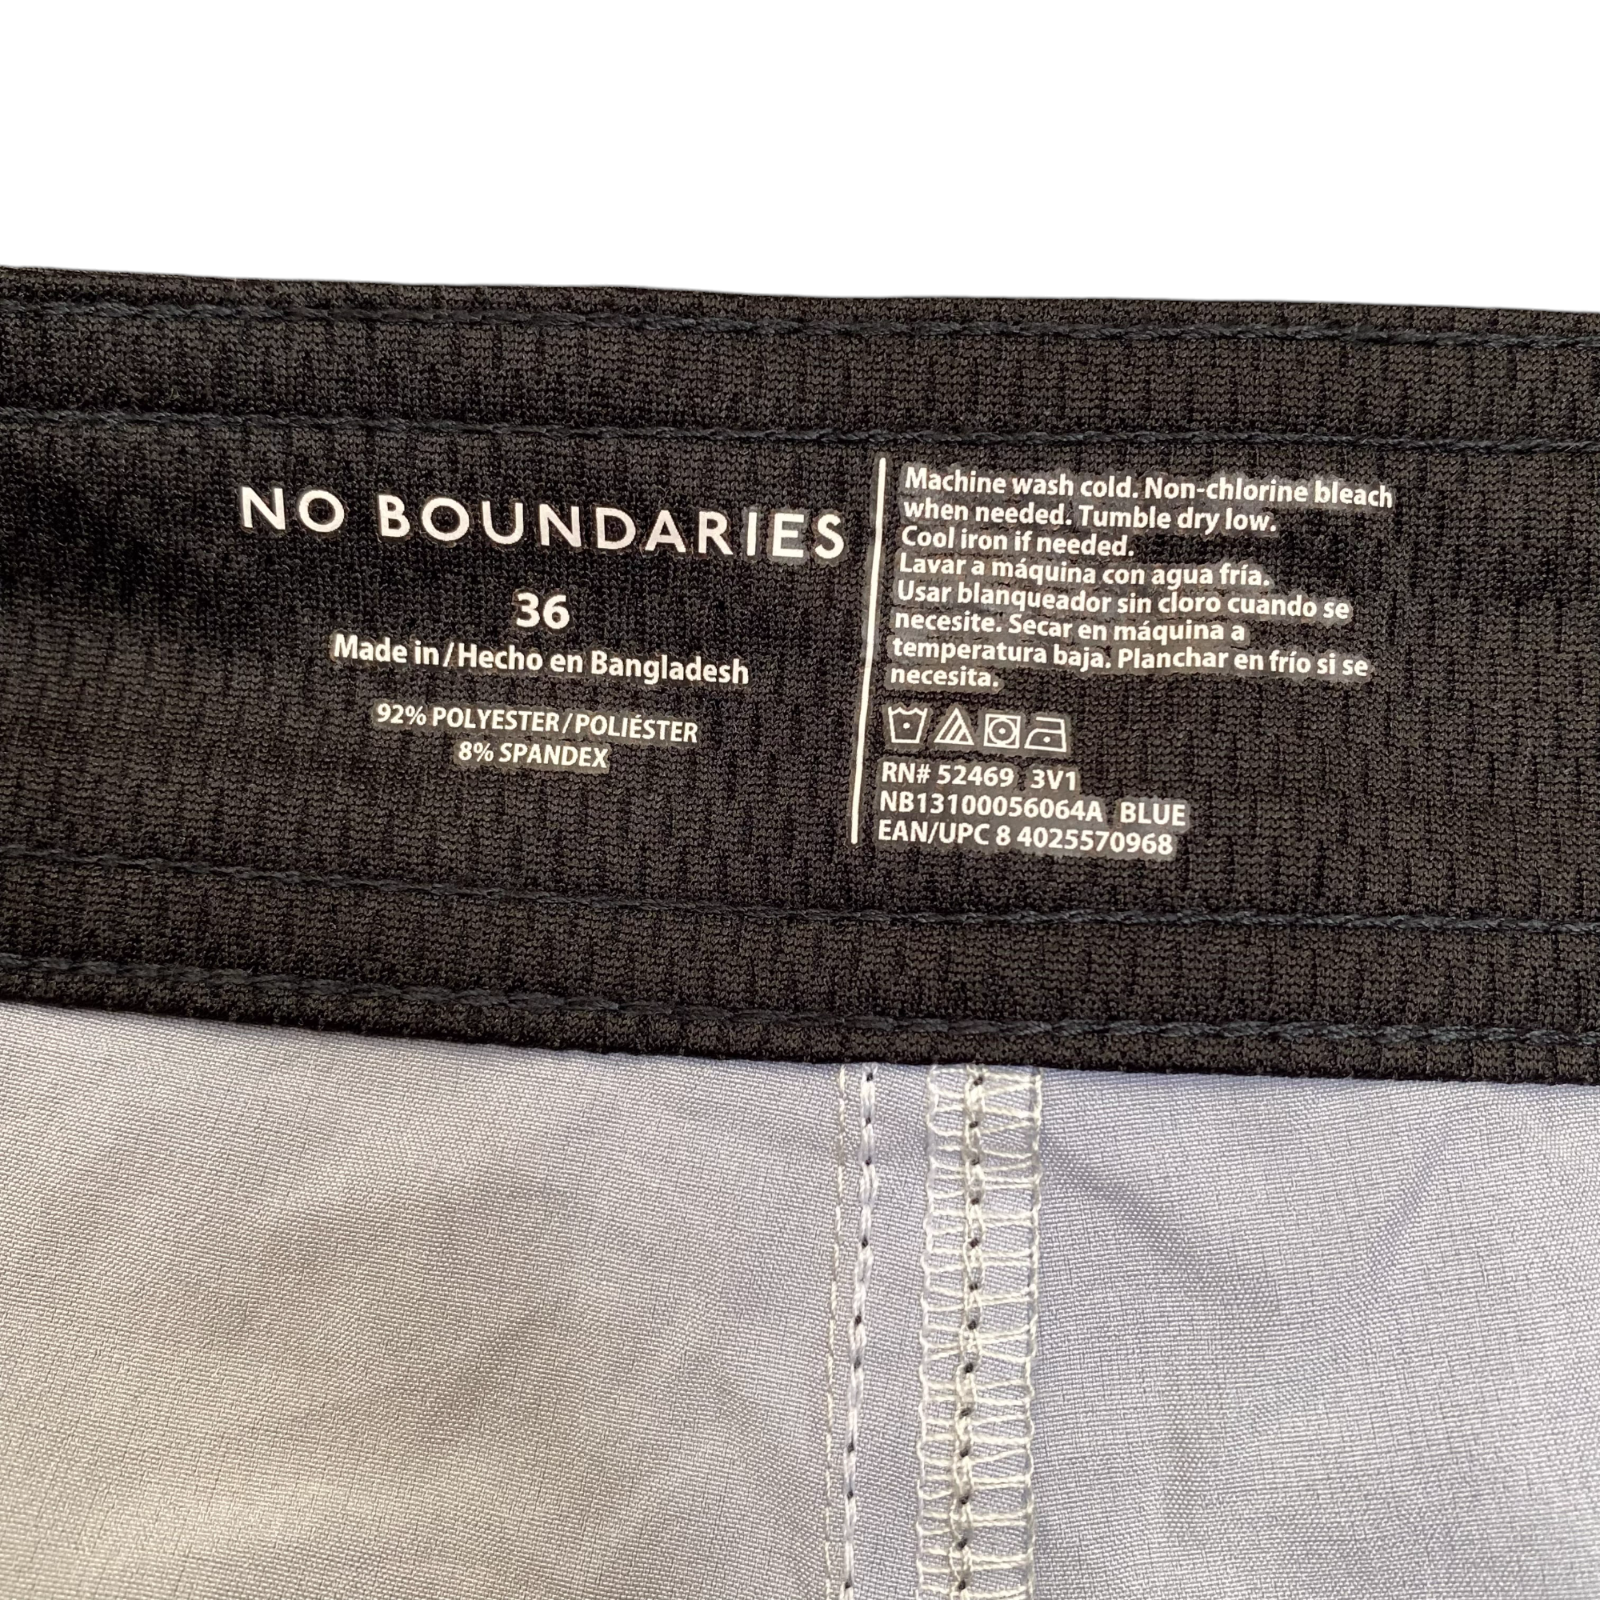 NO BOUNDARIES
36
Made in/Hecho en Bangladesh
92% POLYESTER/POLIÉSTER
8% SPANDEX
Machine wash cold. Non-chlorine bleach
when needed. Tumble dry low.
Cool iron if needed.
Lavar a máquina con agua fría.
Usar blanqueador sin cloro cuando se
necesite. Secar en máquina a
temperatura baja. Planchar en frío si se
necesita.
RN# 52469 3V1
NB13100056064A BLUE
EAN/UPC 8 4025570968